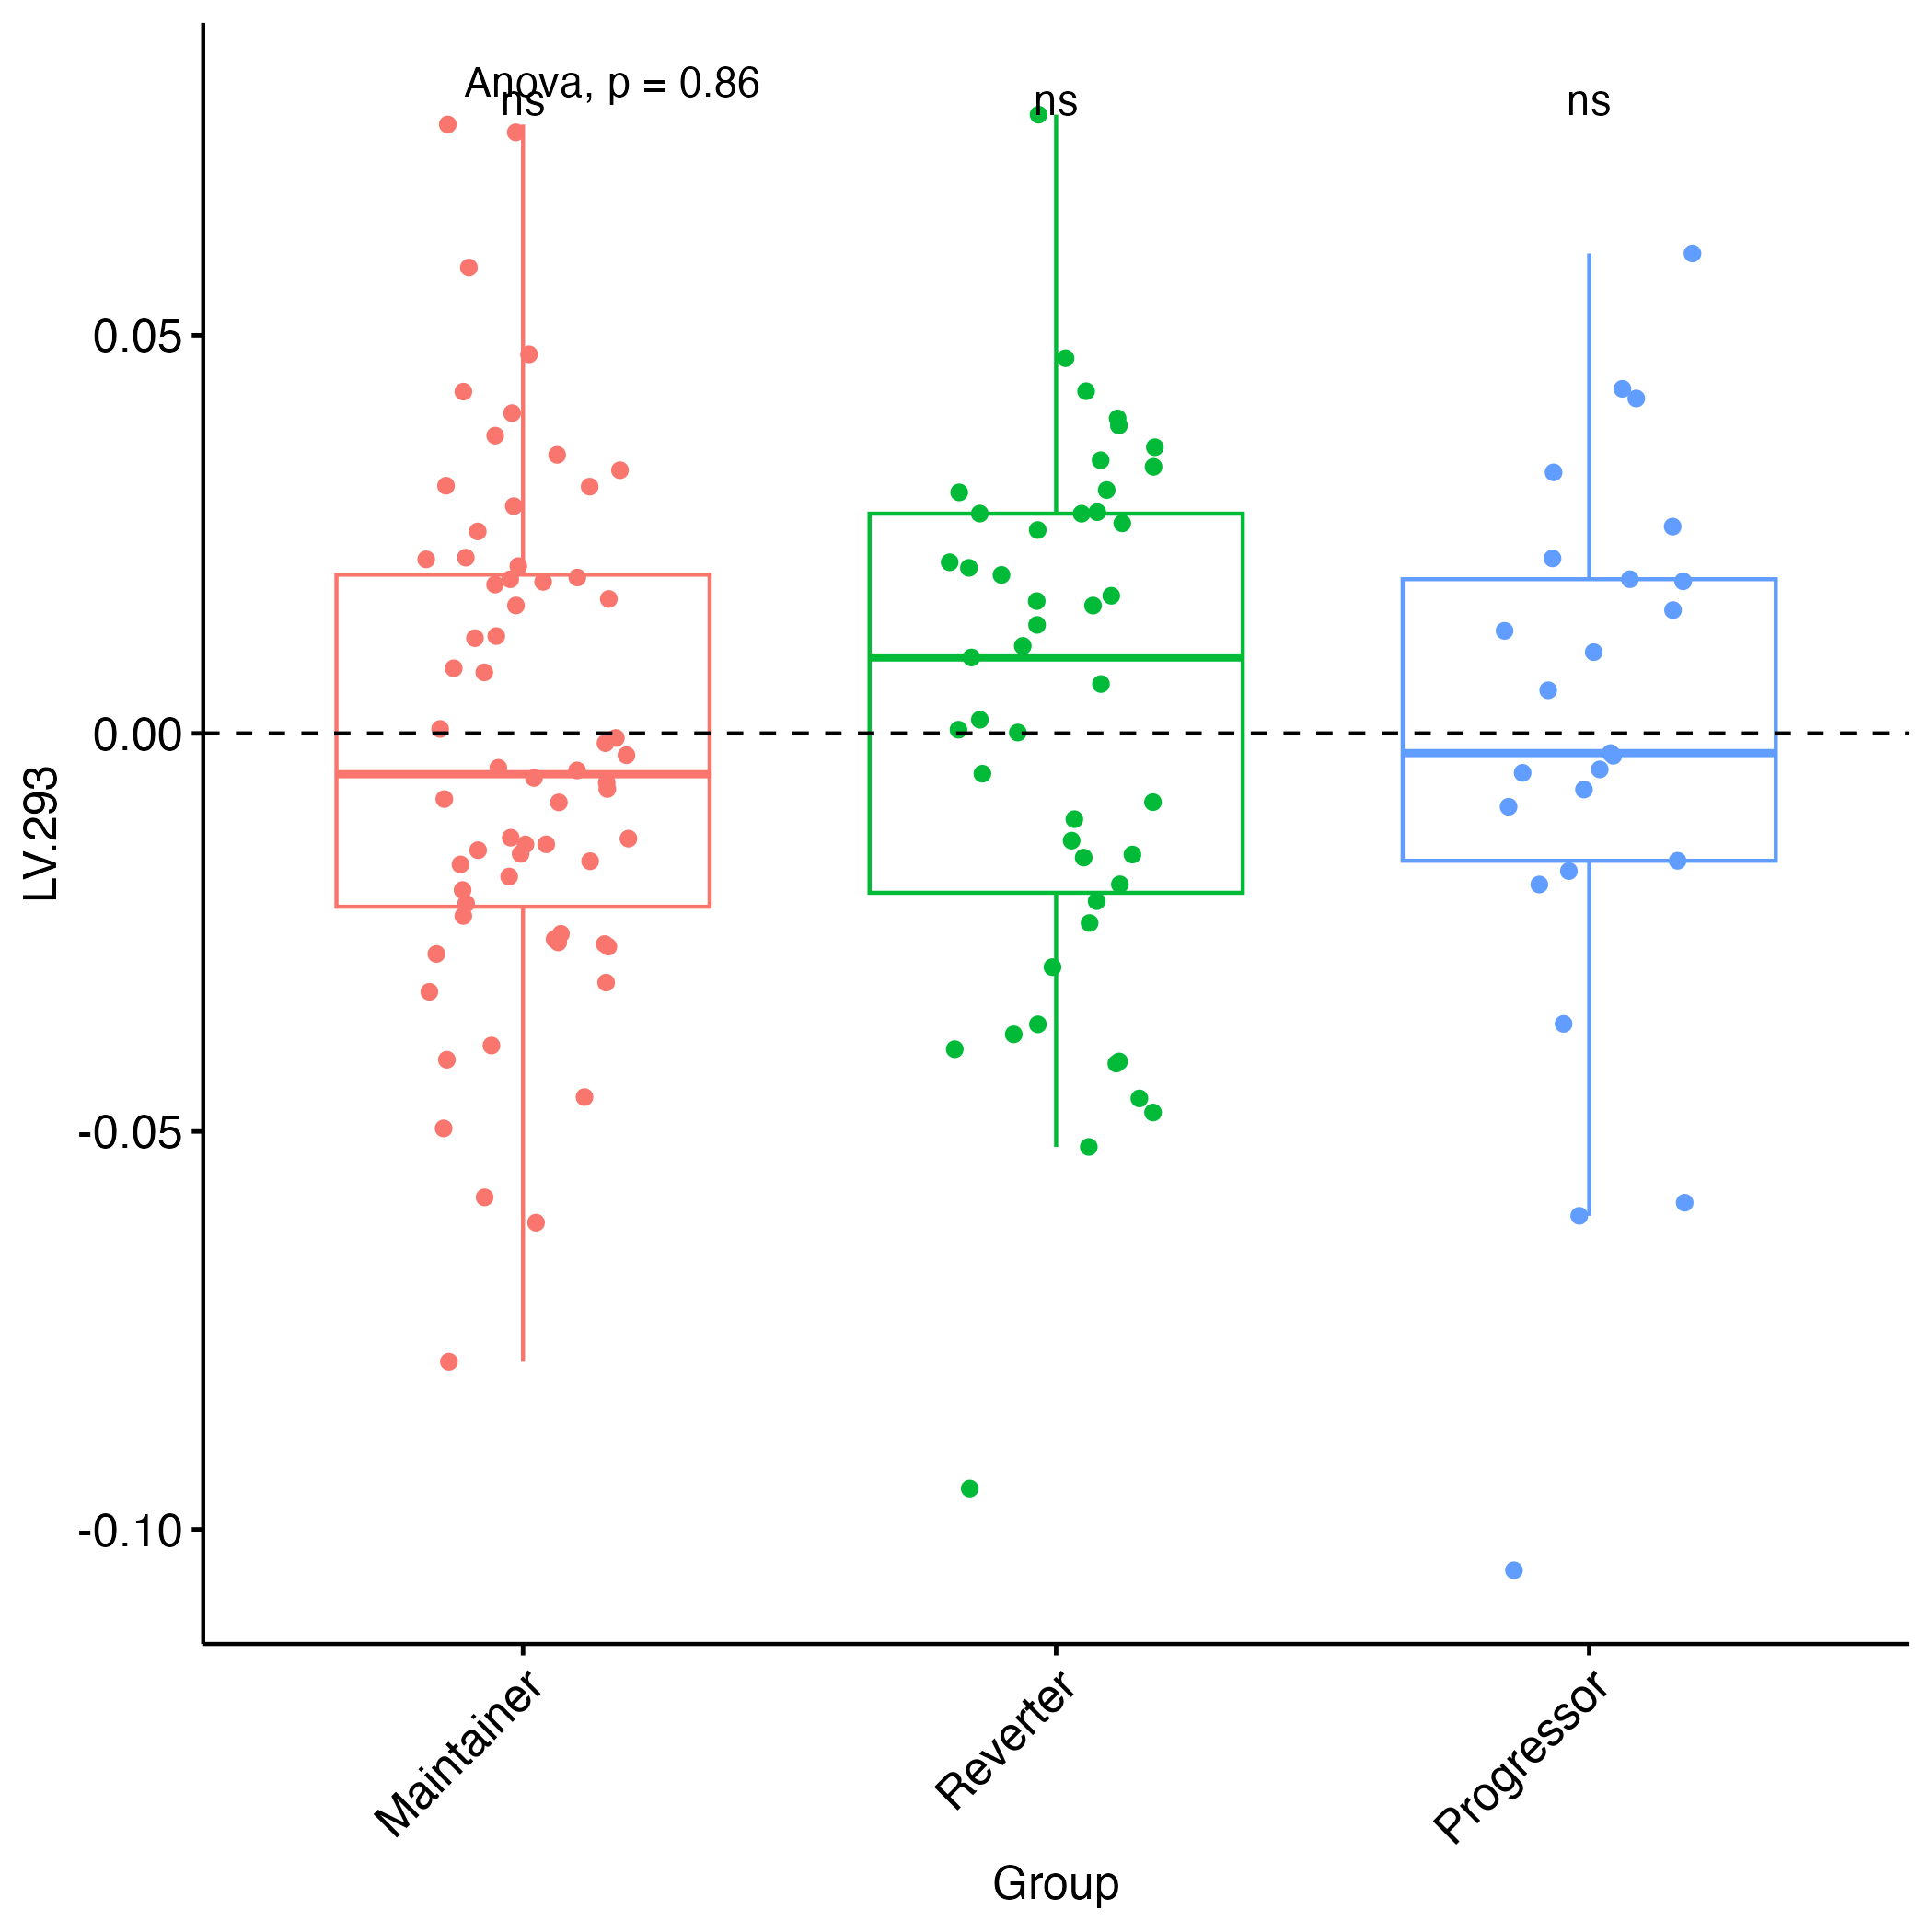 Anova, p = 0.86
ns
ns
ns
0.05
0.00
-0.05
-0.10
LV.293
Maintainer
Reverter
Progressor
Group